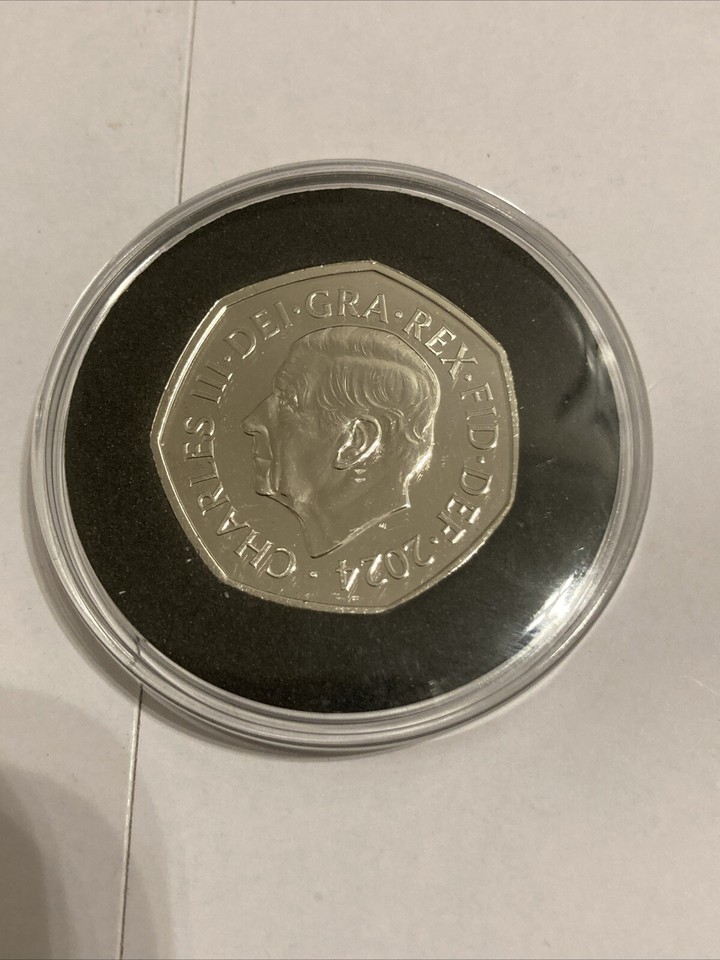 · CHARLES III · DEI · GRA · REX · FID · DEF · 2024